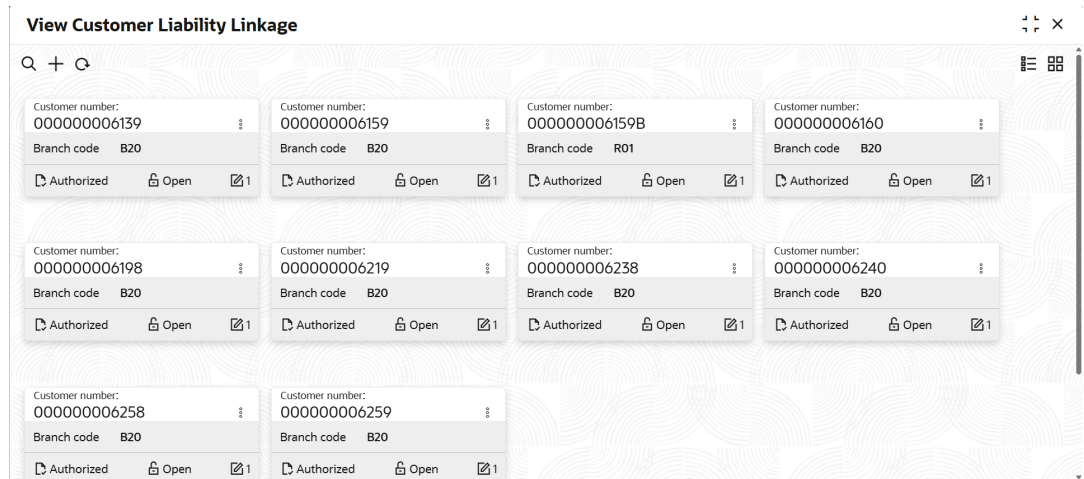 View Customer Liability Linkage
Customer number:
000000006139
Branch code B20
Authorized Open 1
Customer number:
000000006159
Branch code B20
Authorized Open 1
Customer number:
000000006159B
Branch code R01
Authorized Open 1
Customer number:
000000006160
Branch code B20
Authorized Open 1
Customer number:
000000006198
Branch code B20
Authorized Open 1
Customer number:
000000006219
Branch code B20
Authorized Open 1
Customer number:
000000006238
Branch code B20
Authorized Open 1
Customer number:
000000006240
Branch code B20
Authorized Open 1
Customer number:
000000006258
Branch code B20
Authorized Open 1
Customer number:
000000006259
Branch code B20
Authorized Open 1